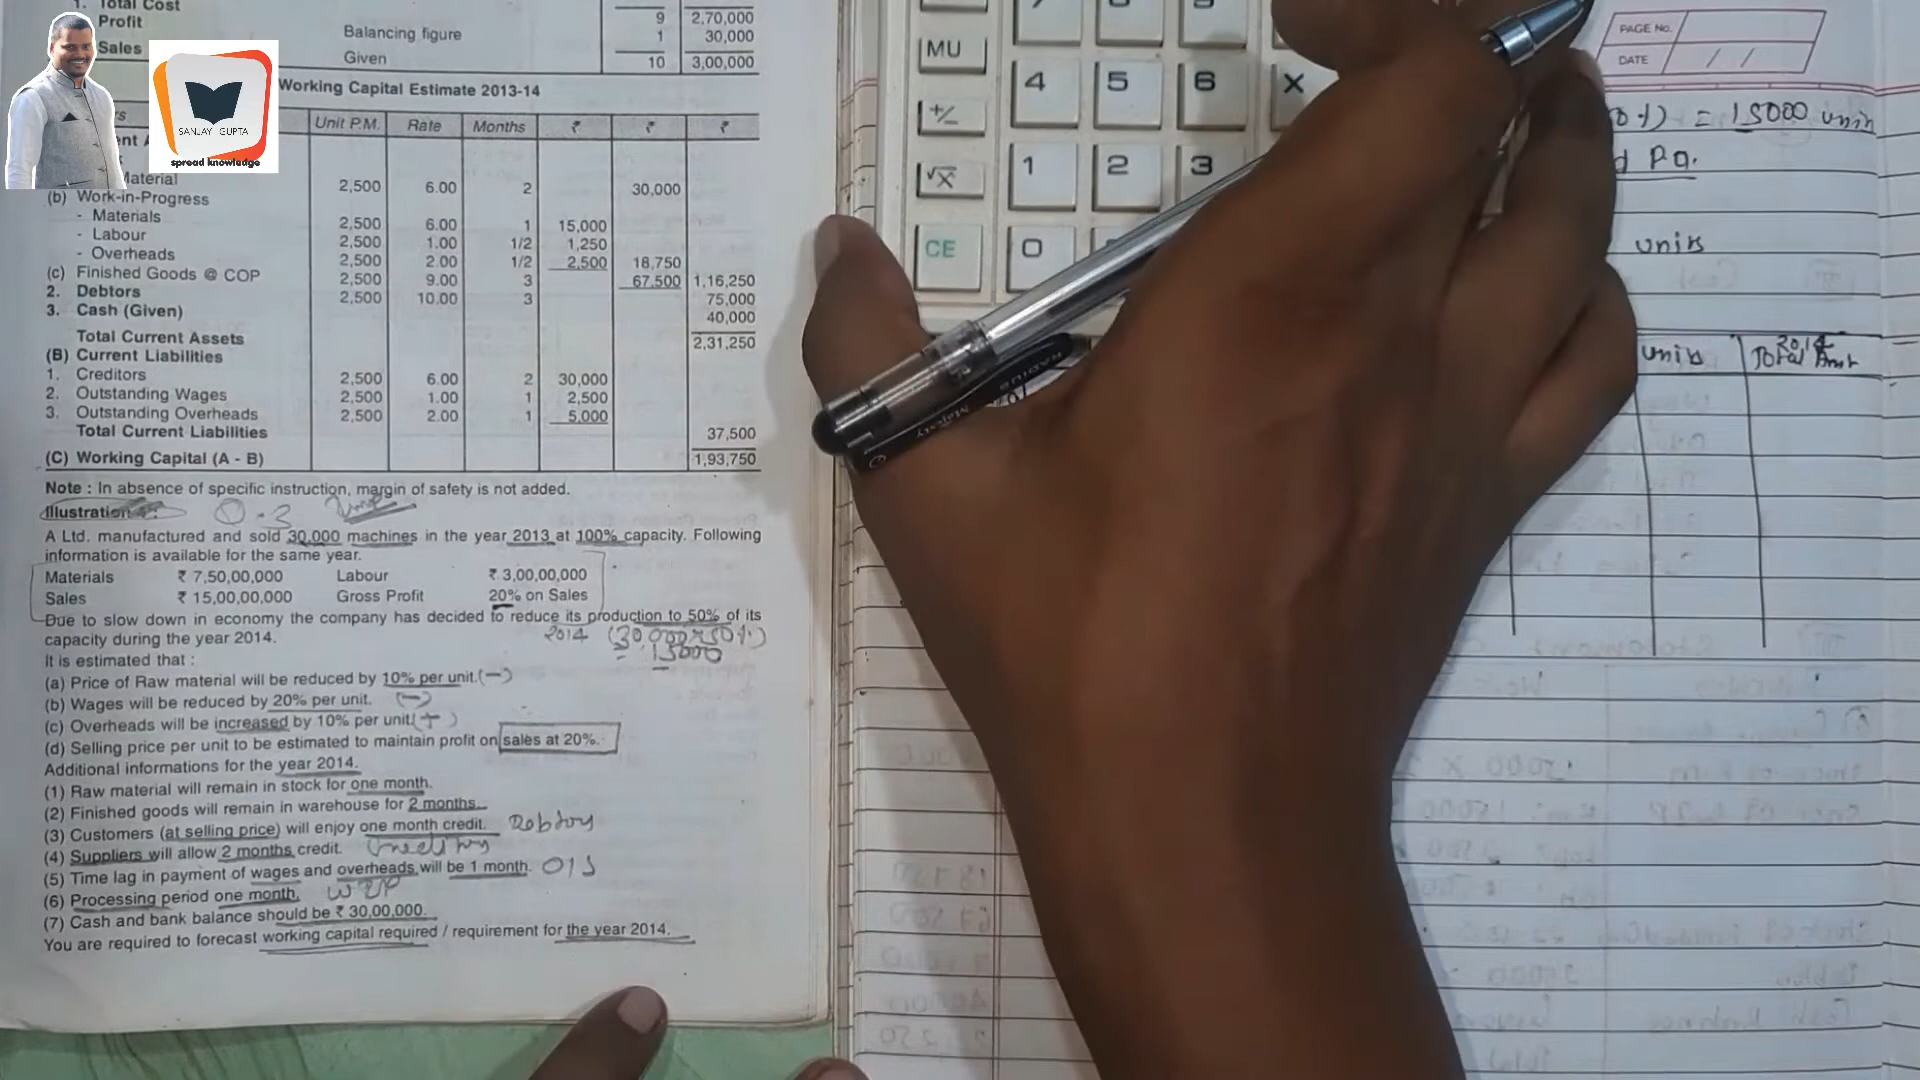 1. Total Cost
9 2,70,000
Profit Balancing figure 1 30,000
Sales Given 10 3,00,000
Working Capital Estimate 2013-14
Unit P.M. Rate Months ₹ ₹ ₹
Material 2,500 6.00 2 30,000
(b) Work-in-Progress
- Materials 2,500 6.00 1 15,000
- Labour 2,500 1.00 1/2 1,250
- Overheads 2,500 2.00 1/2 2,500 18,750
(c) Finished Goods @ COP 2,500 9.00 3 67,500 1,16,250
2. Debtors 2,500 10.00 3 75,000
3. Cash (Given) 40,000
Total Current Assets 2,31,250
(B) Current Liabilities
1. Creditors 2,500 6.00 2 30,000
2. Outstanding Wages 2,500 1.00 1 2,500
3. Outstanding Overheads 2,500 2.00 1 5,000
Total Current Liabilities 37,500
(C) Working Capital (A - B) 1,93,750
Note : In absence of specific instruction, margin of safety is not added.
Illustration
A Ltd. manufactured and sold 30,000 machines in the year 2013 at 100% capacity. Following
information is available for the same year.
Materials ₹ 7,50,00,000 Labour ₹ 3,00,00,000
Sales ₹ 15,00,00,000 Gross Profit 20% on Sales
Due to slow down in economy the company has decided to reduce its production to 50% of its
capacity during the year 2014. 2014 (30,000x50%)
15000
It is estimated that :
(a) Price of Raw material will be reduced by 10% per unit. (-)
(b) Wages will be reduced by 20% per unit. (-)
(c) Overheads will be increased by 10% per unit. (+)
(d) Selling price per unit to be estimated to maintain profit on sales at 20%.
Additional informations for the year 2014.
(1) Raw material will remain in stock for one month.
(2) Finished goods will remain in warehouse for 2 months.
(3) Customers (at selling price) will enjoy one month credit. Debtors
(4) Suppliers will allow 2 months credit. Creditors
(5) Time lag in payment of wages and overheads will be 1 month. O/S
(6) Processing period one month. WIP
(7) Cash and bank balance should be ₹ 30,00,000.
You are required to forecast working capital required / requirement for the year 2014.
SANJAY GUPTA
spread knowledge
MU
4 5 6 X
+/-
1 2 3
√x
CE 0
PAGE No.
DATE / /
= 15000 units
units
units 2014
Total Amt